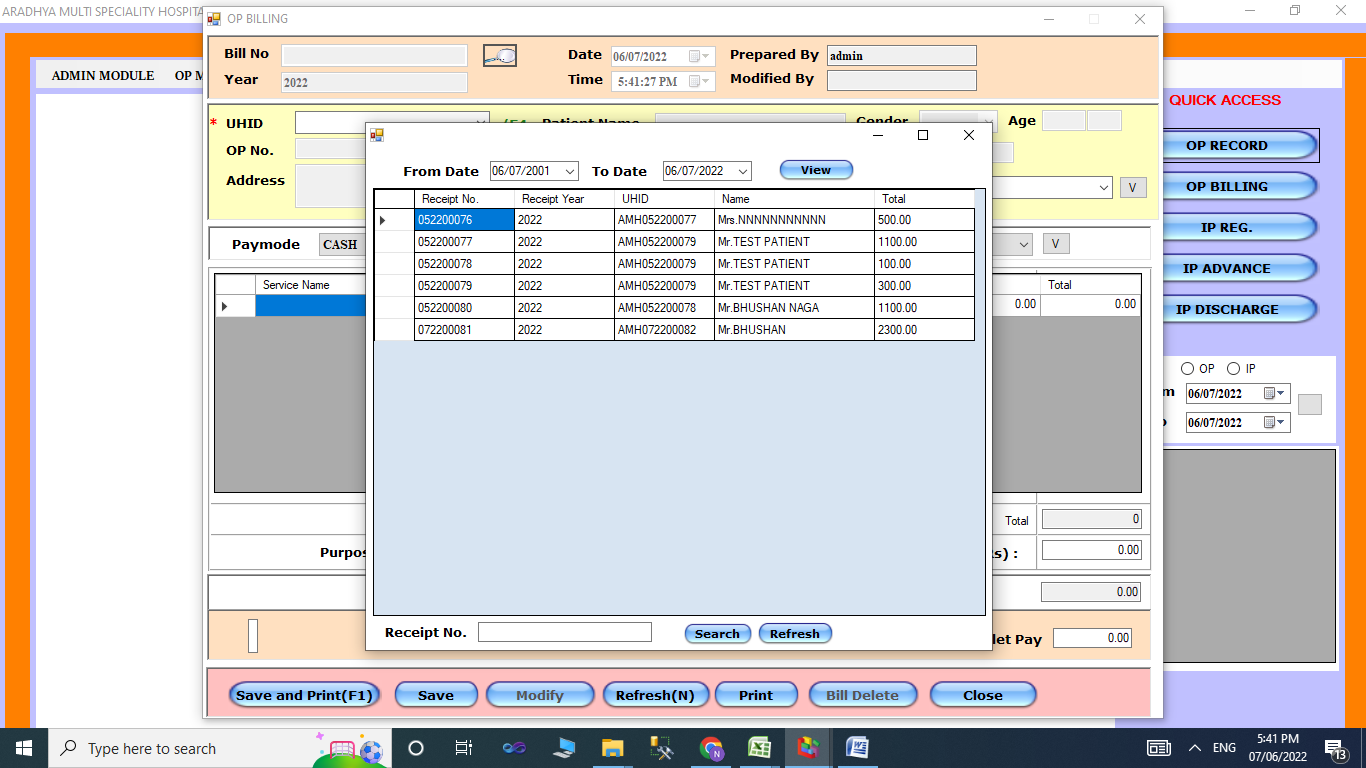 ARADHYA MULTI SPECIALITY HOSPITA
OP BILLING
Bill No
Date 06/07/2022
Prepared By admin
Year 2022
Time 5:41:27 PM
Modified By
ADMIN MODULE OP M
QUICK ACCESS
* UHID
Patient Name
Gender
Age
OP No.
Address
V
Paymode CASH
V
Service Name
Total
0.00 0.00
From Date 06/07/2001 To Date 06/07/2022 View
Receipt No. Receipt Year UHID Name Total
052200076 2022 AMH052200077 Mrs.NNNNNNNNNNN 500.00
052200077 2022 AMH052200079 Mr.TEST PATIENT 1100.00
052200078 2022 AMH052200079 Mr.TEST PATIENT 100.00
052200079 2022 AMH052200079 Mr.TEST PATIENT 300.00
052200080 2022 AMH052200078 Mr.BHUSHAN NAGA 1100.00
072200081 2022 AMH072200082 Mr.BHUSHAN 2300.00
Receipt No. Search Refresh
OP RECORD
OP BILLING
IP REG.
IP ADVANCE
IP DISCHARGE
OP IP
m 06/07/2022
06/07/2022
Total 0
Purpos
s) : 0.00
0.00
let Pay 0.00
Save and Print(F1) Save Modify Refresh(N) Print Bill Delete Close
Type here to search
ENG
5:41 PM
07/06/2022
13